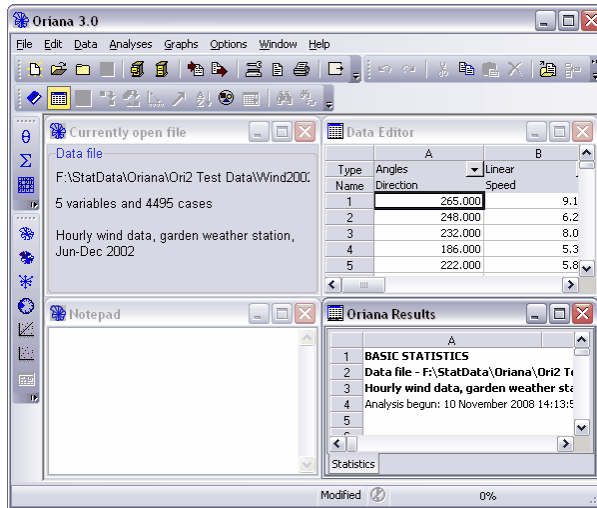 Oriana 3.0
File Edit Data Analyses Graphs Options Window Help
θ
Σ
Currently open file
Data file
F:\StatData\Oriana\Ori2 Test Data\Wind2002
5 variables and 4495 cases
Hourly wind data, garden weather station,
Jun-Dec 2002
Data Editor
A B
Type Angles Linear
Name Direction Speed
1 265.000 9.1
2 248.000 6.2
3 232.000 8.0
4 186.000 5.3
5 222.000 5.8
Notepad
Oriana Results
A
1 BASIC STATISTICS
2 Data file - F:\StatData\Oriana\Ori2 Te
3 Hourly wind data, garden weather sta
4 Analysis begun: 10 November 2008 14:13:5
5
Statistics
Modified 0%